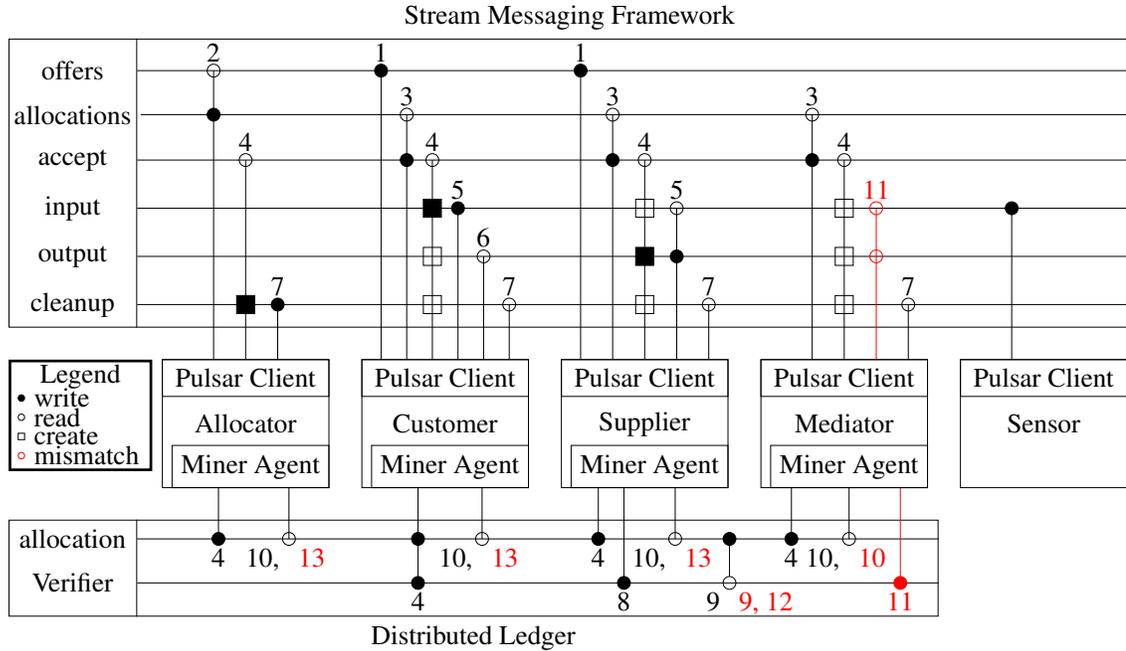 Stream Messaging Framework
2 1 1
offers
3 3 3
allocations
4 4 4 4
accept
5 5 11
input
6
output
7 7 7 7
cleanup
Legend
write
read
create
mismatch
Pulsar Client Pulsar Client Pulsar Client Pulsar Client Pulsar Client
Allocator Customer Supplier Mediator Sensor
Miner Agent Miner Agent Miner Agent Miner Agent
allocation
4 10, 13 10, 13 4 10, 13 4 10, 10
Verifier
4 8 9 9, 12 11
Distributed Ledger